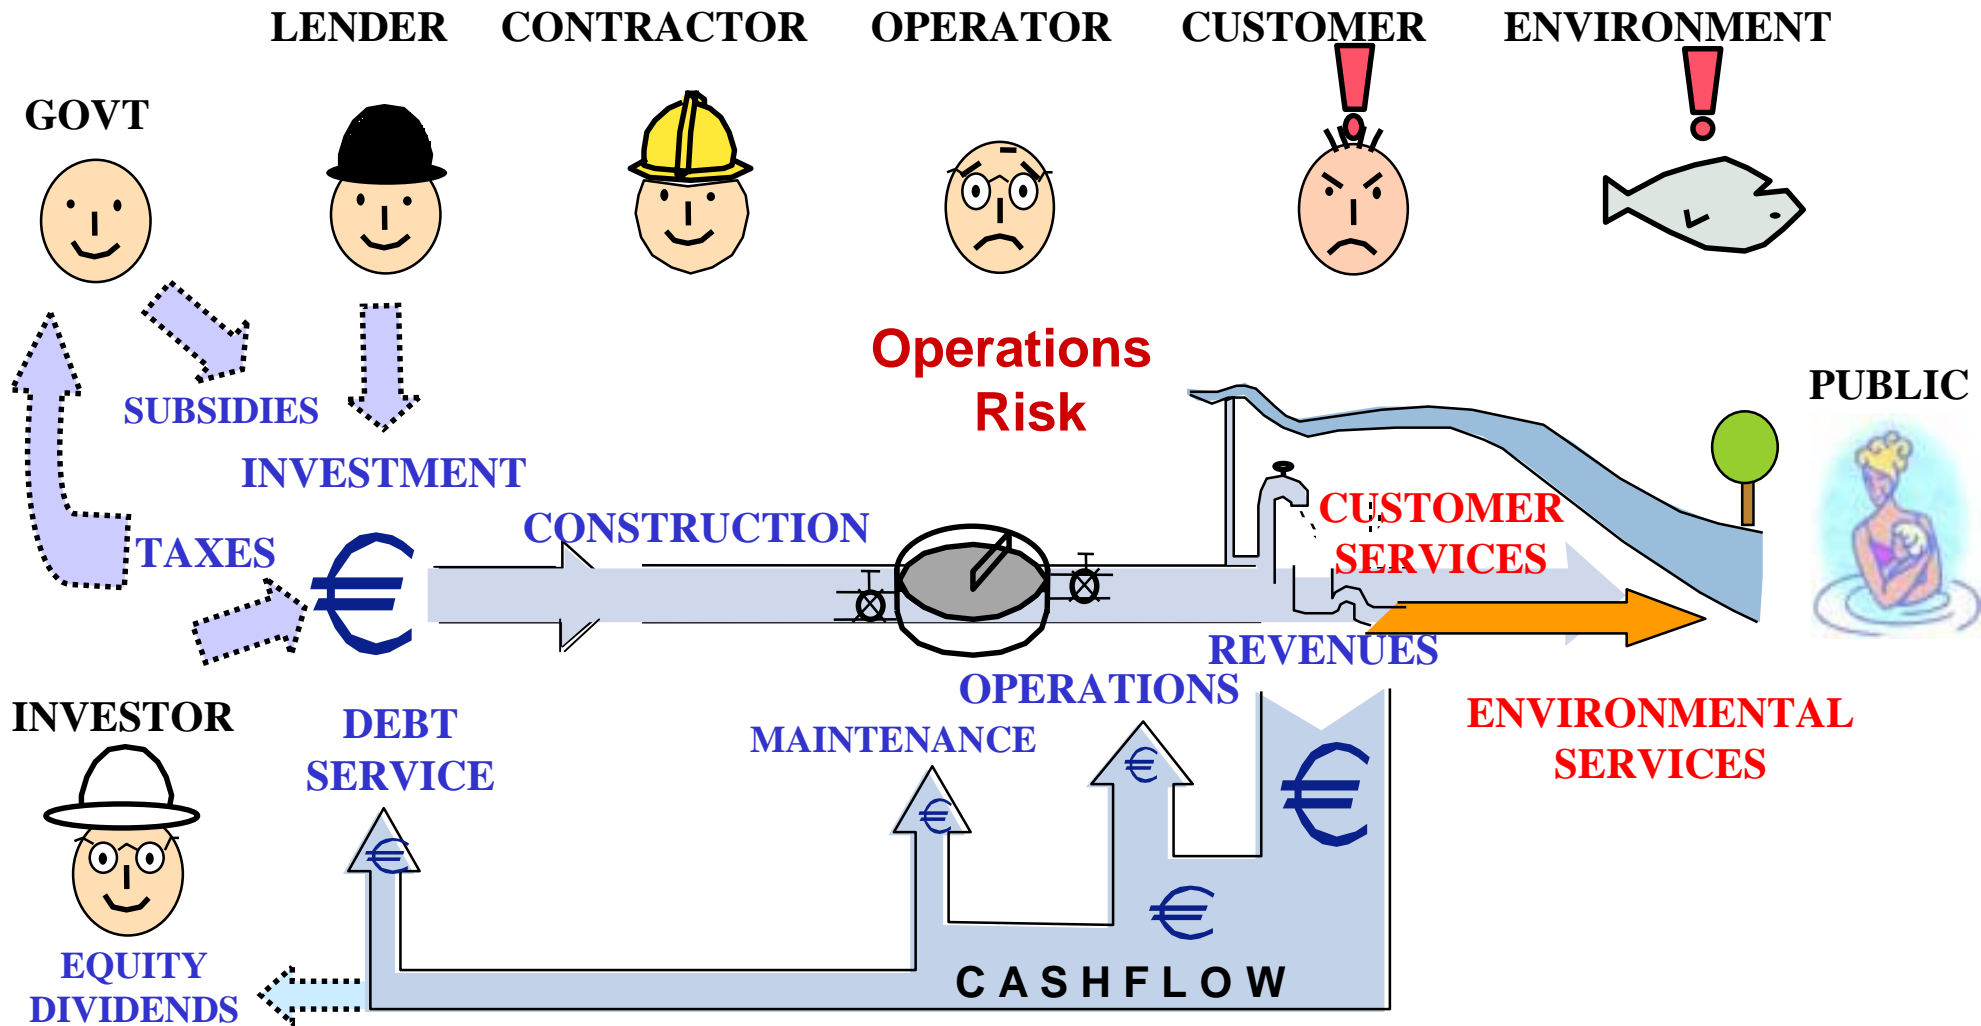 LENDER
CONTRACTOR
OPERATOR
CUSTOMER
ENVIRONMENT
GOVT
Operations
Risk
PUBLIC
SUBSIDIES
INVESTMENT
CUSTOMER
SERVICES
CONSTRUCTION
TAXES
€
REVENUES
OPERATIONS
INVESTOR
DEBT
SERVICE
MAINTENANCE
ENVIRONMENTAL
SERVICES
€
€
€
€
€
EQUITY
DIVIDENDS
CASHFLOW